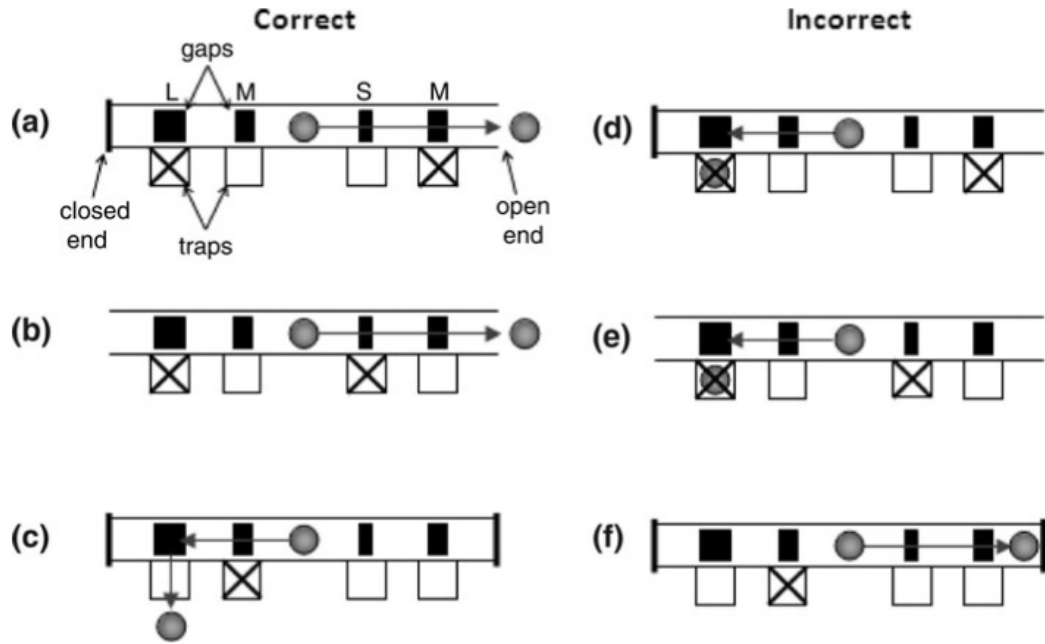 Correct
Incorrect
gaps
L M S M
(a)
(d)
closed
end
traps
open
end
(b)
(e)
(c)
(f)